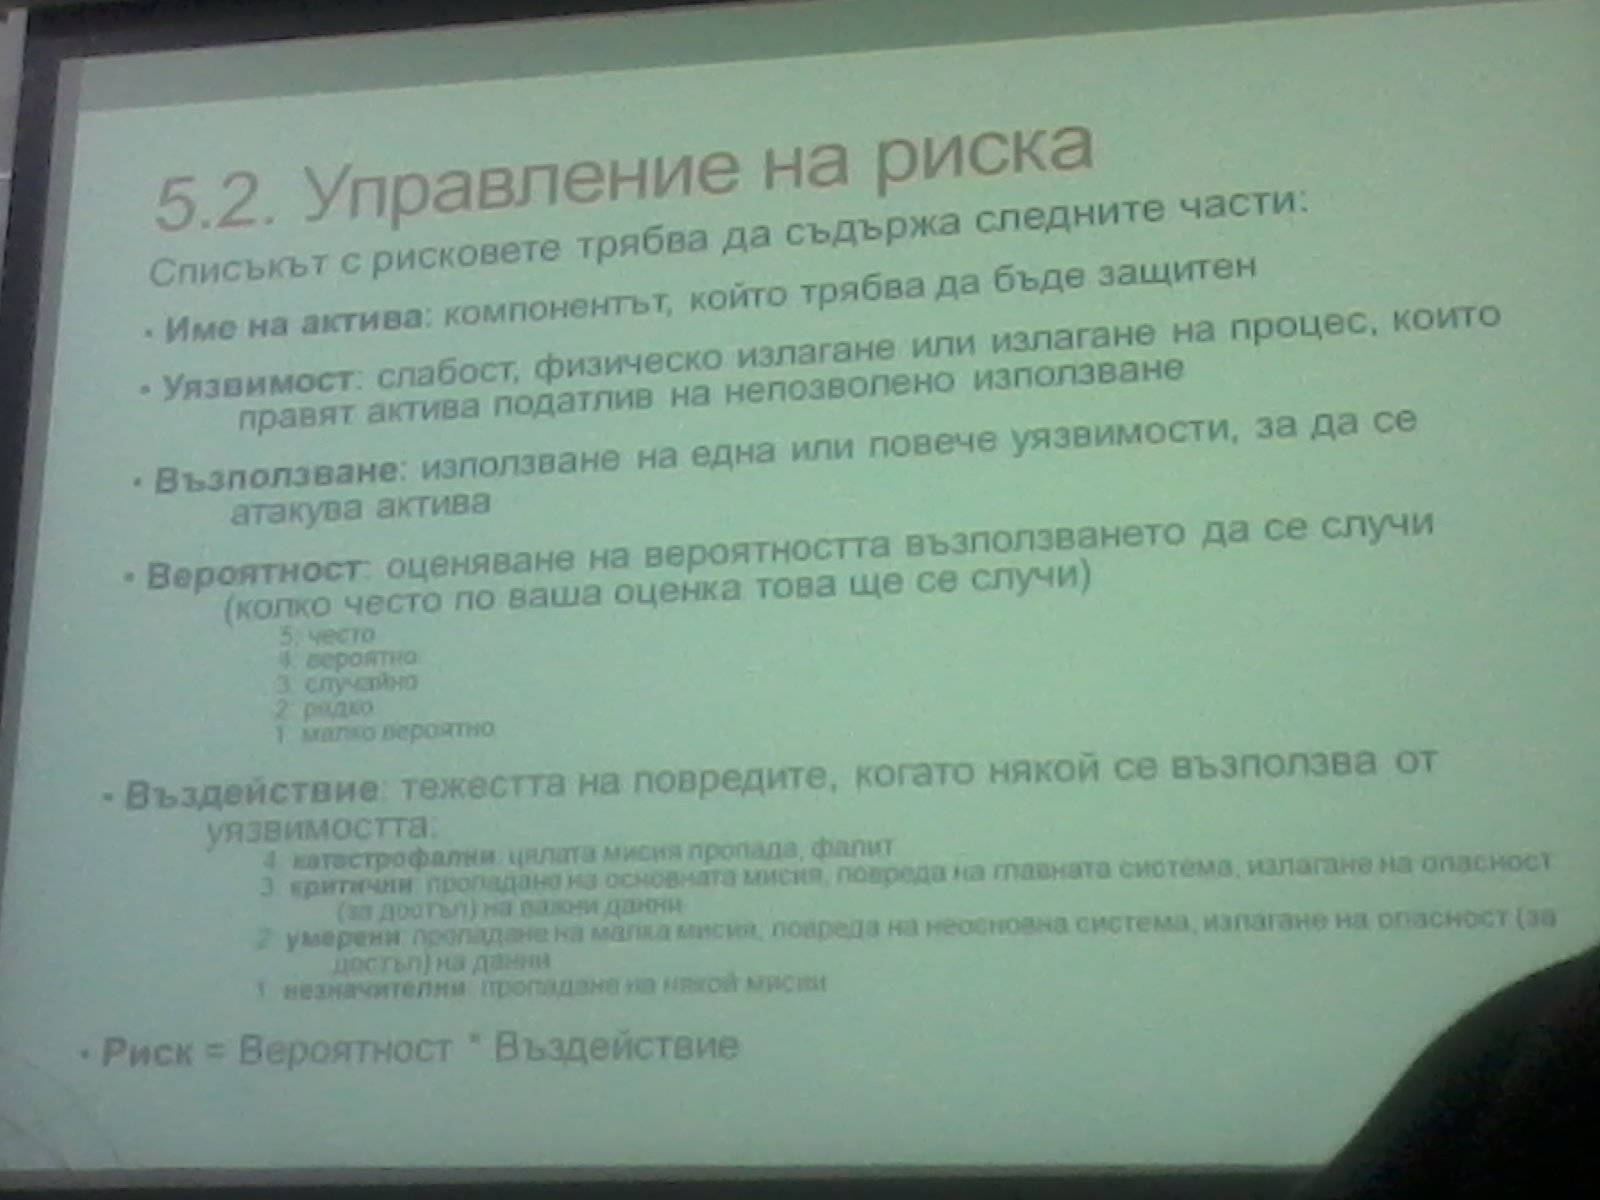 5.2. Управление на риска
Списъкът с рисковете трябва да съдържа следните части:
• Име на актива: компонентът, който трябва да бъде защитен
• Уязвимост: слабост, физическо излагане или излагане на процес, които
правят актива податлив на непозволено използване
• Възползване: използване на една или повече уязвимости, за да се
атакува актива
• Вероятност: оценяване на вероятността възползването да се случи
(колко често по ваша оценка това ще се случи)
5: често
4: вероятно
3: случайно
2: рядко
1: малко вероятно
• Въздействие: тежестта на повредите, когато някой се възползва от
уязвимостта:
4: катастрофални: цялата мисия пропада, фалит
3: критични: пропадане на основната мисия, повреда на главната система, излагане на опасност
(за достъп) на важни данни
2: умерени: пропадане на малка мисия, повреда на неосновна система, излагане на опасност (за
достъп) на данни
1: незначителни: пропадане на някой мисии
• Риск = Вероятност * Въздействие